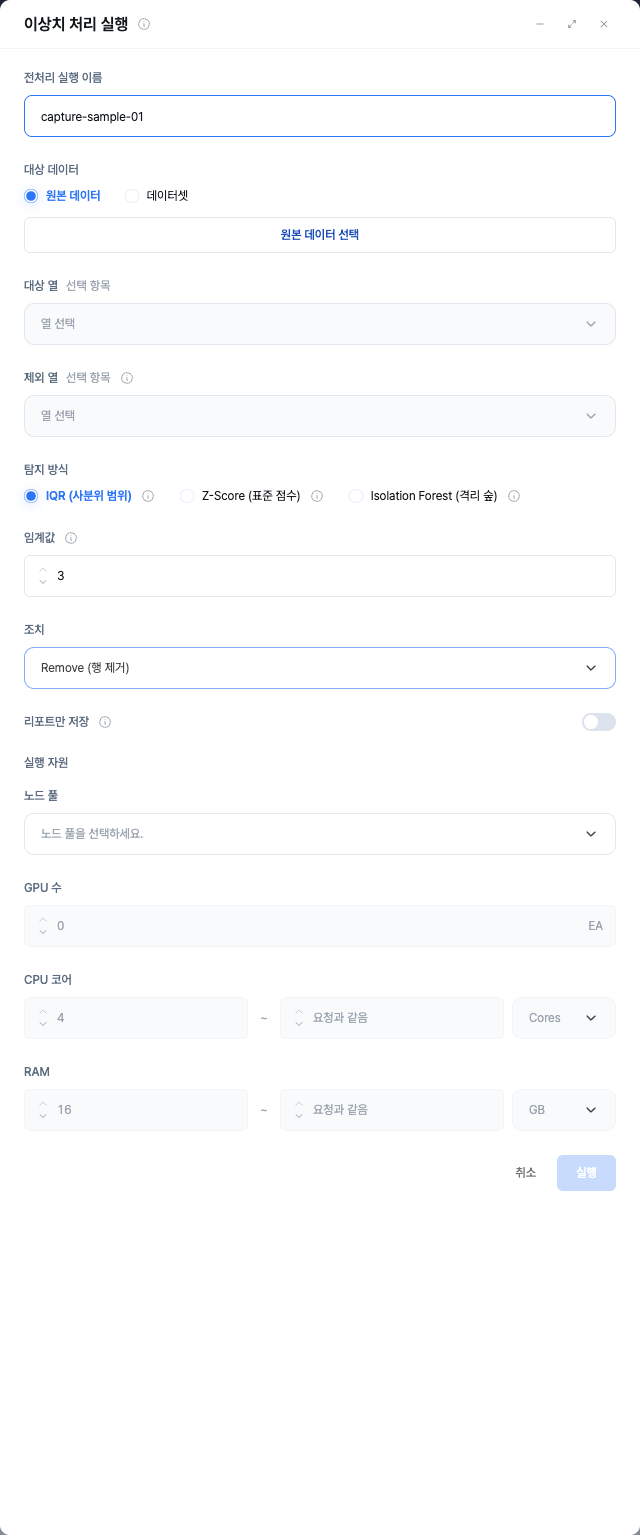 이상치 처리 실행
전처리 실행 이름
capture-sample-01
대상 데이터
원본 데이터 데이터셋
원본 데이터 선택
대상 열 선택 항목
열 선택
제외 열 선택 항목
열 선택
탐지 방식
IQR (사분위 범위) Z-Score (표준 점수) Isolation Forest (격리 숲)
임계값
3
조치
Remove (행 제거)
리포트만 저장
실행 자원
노드 풀
노드 풀을 선택하세요.
GPU 수
0 EA
CPU 코어
4 ~ 요청과 같음 Cores
RAM
16 ~ 요청과 같음 GB
취소 실행